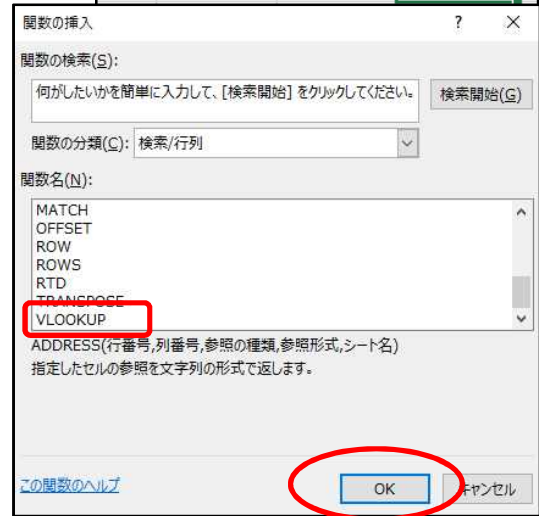 関数の挿入 ? ×
関数の検索(S):
何がしたいかを簡単に入力して、[検索開始] をクリックしてください。 検索開始(G)
関数の分類(C): 検索/行列
関数名(N):
MATCH
OFFSET
ROW
ROWS
RTD
TRANSPOSE
VLOOKUP
ADDRESS(行番号,列番号,参照の種類,参照形式,シート名)
指定したセルの参照を文字列の形式で返します。
この関数のヘルプ OK キャンセル